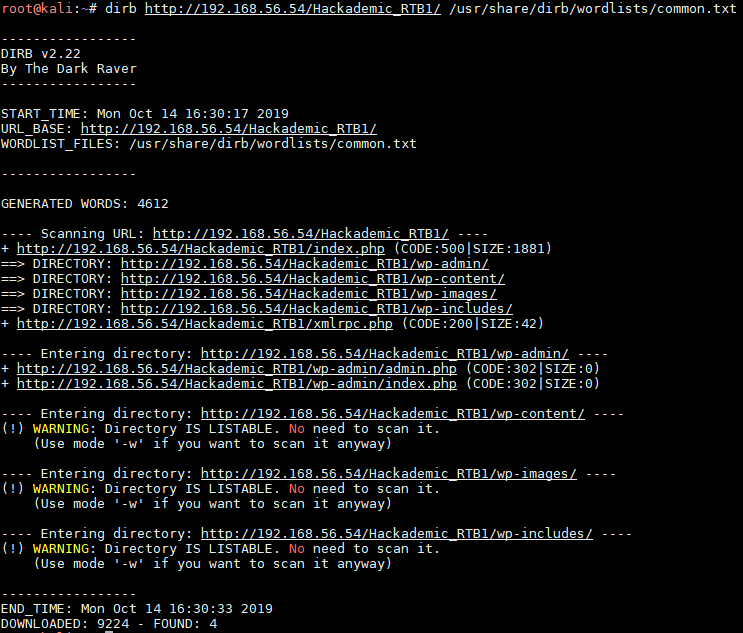 root@kali:~# dirb http://192.168.56.54/Hackademic_RTB1/ /usr/share/dirb/wordlists/common.txt
-----------------
DIRB v2.22
By The Dark Raver
-----------------
START_TIME: Mon Oct 14 16:30:17 2019
URL_BASE: http://192.168.56.54/Hackademic_RTB1/
WORDLIST_FILES: /usr/share/dirb/wordlists/common.txt
-----------------
GENERATED WORDS: 4612
---- Scanning URL: http://192.168.56.54/Hackademic_RTB1/ ----
+ http://192.168.56.54/Hackademic_RTB1/index.php (CODE:500|SIZE:1881)
==> DIRECTORY: http://192.168.56.54/Hackademic_RTB1/wp-admin/
==> DIRECTORY: http://192.168.56.54/Hackademic_RTB1/wp-content/
==> DIRECTORY: http://192.168.56.54/Hackademic_RTB1/wp-images/
==> DIRECTORY: http://192.168.56.54/Hackademic_RTB1/wp-includes/
+ http://192.168.56.54/Hackademic_RTB1/xmlrpc.php (CODE:200|SIZE:42)
---- Entering directory: http://192.168.56.54/Hackademic_RTB1/wp-admin/ ----
+ http://192.168.56.54/Hackademic_RTB1/wp-admin/admin.php (CODE:302|SIZE:0)
+ http://192.168.56.54/Hackademic_RTB1/wp-admin/index.php (CODE:302|SIZE:0)
---- Entering directory: http://192.168.56.54/Hackademic_RTB1/wp-content/ ----
(!) WARNING: Directory IS LISTABLE. No need to scan it.
(Use mode '-w' if you want to scan it anyway)
---- Entering directory: http://192.168.56.54/Hackademic_RTB1/wp-images/ ----
(!) WARNING: Directory IS LISTABLE. No need to scan it.
(Use mode '-w' if you want to scan it anyway)
---- Entering directory: http://192.168.56.54/Hackademic_RTB1/wp-includes/ ----
(!) WARNING: Directory IS LISTABLE. No need to scan it.
(Use mode '-w' if you want to scan it anyway)
-----------------
END_TIME: Mon Oct 14 16:30:33 2019
DOWNLOADED: 9224 - FOUND: 4